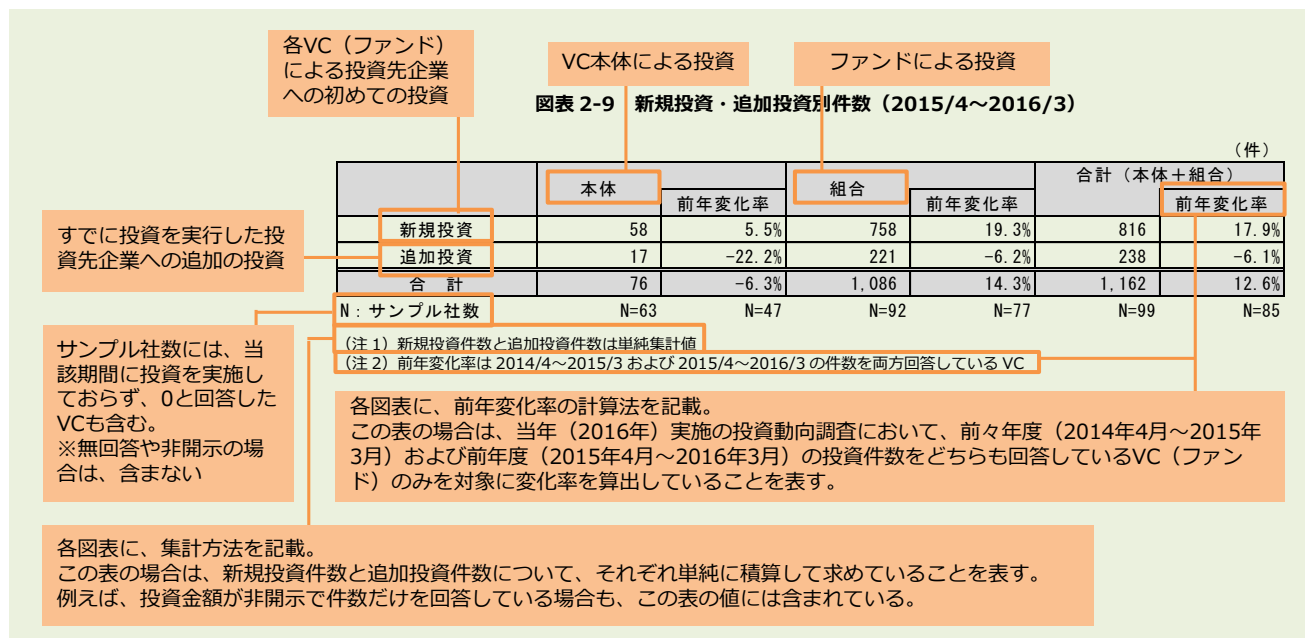 各VC（ファンド）
による投資先企業
への初めての投資
VC本体による投資
ファンドによる投資
図表 2-9 新規投資・追加投資別件数（2015/4～2016/3）
（件）
本体 組合 合計（本体＋組合）
前年変化率 前年変化率 前年変化率
新規投資 58 5.5% 758 19.3% 816 17.9%
追加投資 17 -22.2% 221 -6.2% 238 -6.1%
合 計 76 -6.3% 1,086 14.3% 1,162 12.6%
N：サンプル社数 N=63 N=47 N=92 N=77 N=99 N=85
（注 1）新規投資件数と追加投資件数は単純集計値
（注 2）前年変化率は 2014/4～2015/3 および 2015/4～2016/3 の件数を両方回答している VC
すでに投資を実行した投
資先企業への追加の投資
サンプル社数には、当
該期間に投資を実施し
ておらず、0と回答した
VCも含む。
※無回答や非開示の場
合は、含まない
各図表に、前年変化率の計算法を記載。
この表の場合は、当年（2016年）実施の投資動向調査において、前々年度（2014年4月～2015年
3月）および前年度（2015年4月～2016年3月）の投資件数をどちらも回答しているVC（ファン
ド）のみを対象に変化率を算出していることを表す。
各図表に、集計方法を記載。
この表の場合は、新規投資件数と追加投資件数について、それぞれ単純に積算して求めていることを表す。
例えば、投資金額が非開示で件数だけを回答している場合も、この表の値には含まれている。